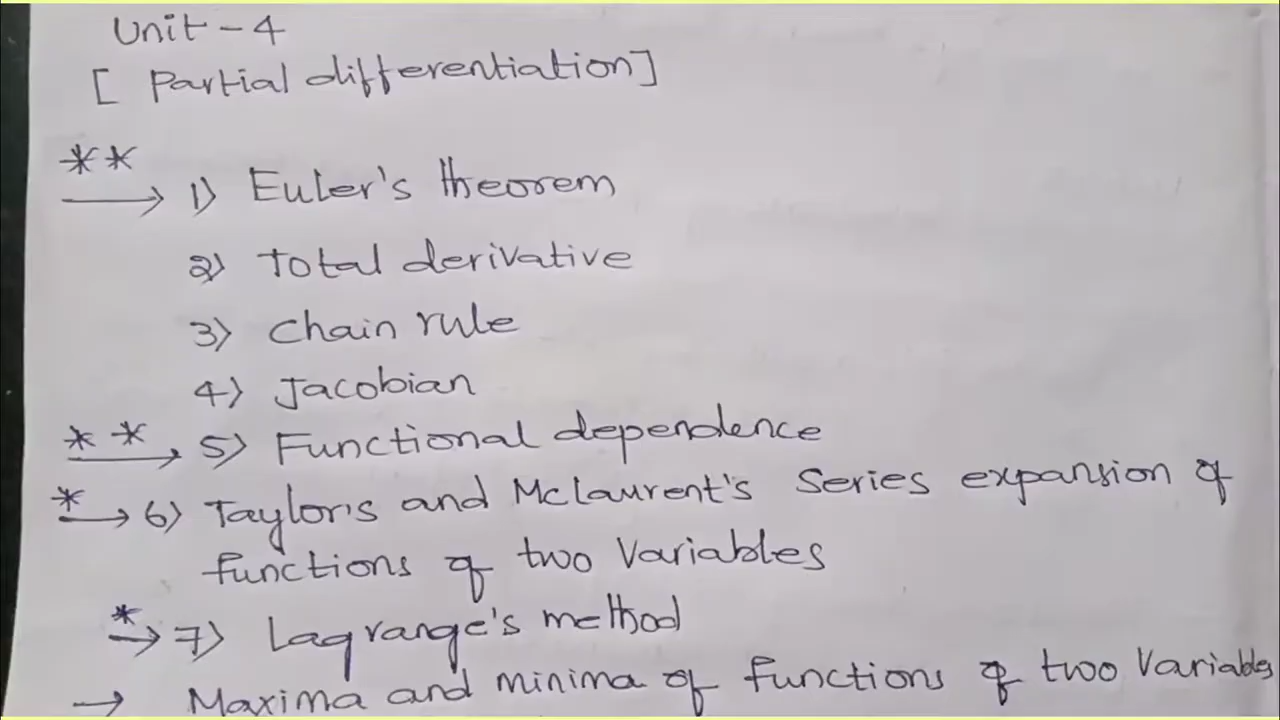 Unit - 4
[ Partial differentiation]
** → 1) Euler's theorem
2) Total derivative
3) Chain rule
4) Jacobian
** → 5) Functional dependence
* → 6) Taylor's and Mclaurent's series expansion of
functions of two variables
* → 7) Lagrange's method
→ Maxima and minima of functions of two variables